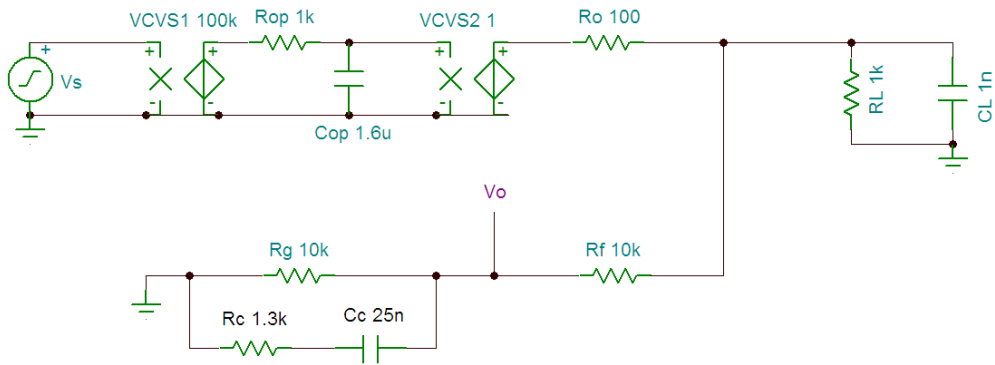 VCVS1 100k
Rop 1k
VCVS2 1
Ro 100
+
+
+
+
+
Vs
-
-
-
-
RL 1k
CL 1n
Cop 1.6u
Vo
Rg 10k
Rf 10k
Rc 1.3k
Cc 25n